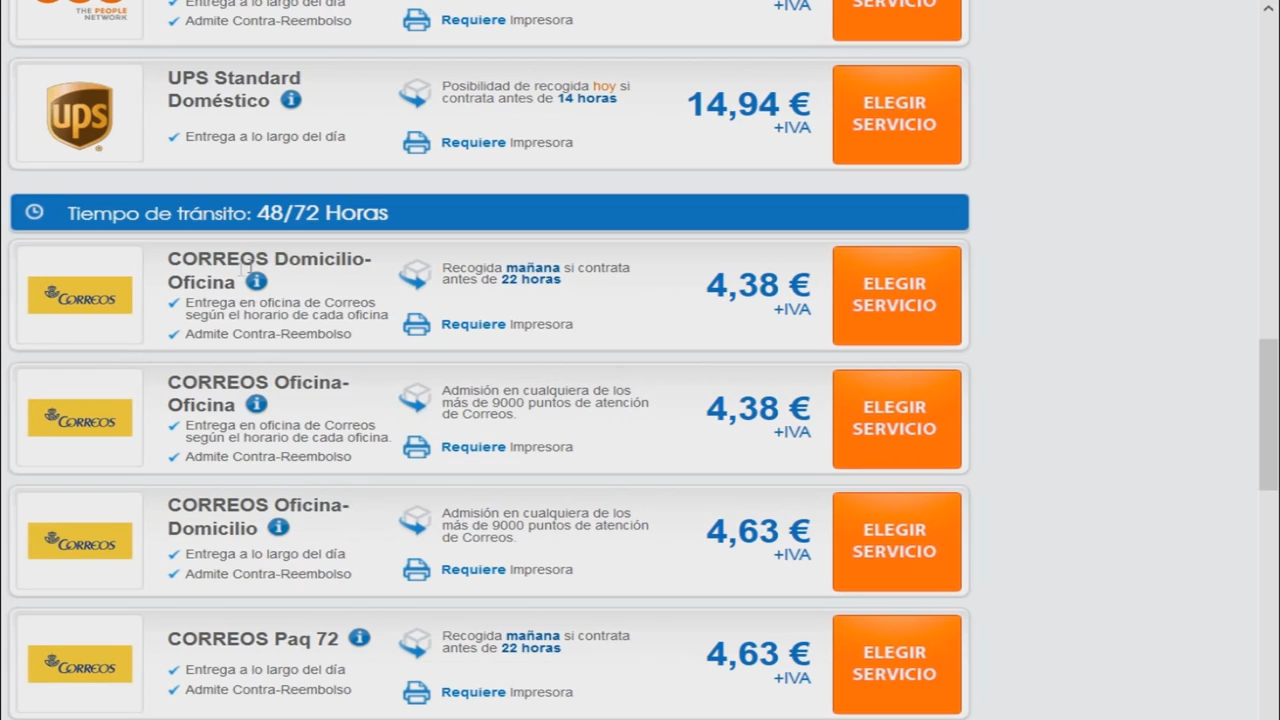 THE PEOPLE
NETWORK
Entrega a lo largo del día
Admite Contra-Reembolso
Requiere Impresora
+IVA
SERVICIO
ups
UPS Standard
Doméstico
Entrega a lo largo del día
Posibilidad de recogida hoy si
contrata antes de 14 horas
Requiere Impresora
14,94 €
+IVA
ELEGIR
SERVICIO
Tiempo de tránsito: 48/72 Horas
CORREOS
CORREOS Domicilio-
Oficina
Entrega en oficina de Correos
según el horario de cada oficina
Admite Contra-Reembolso
Recogida mañana si contrata
antes de 22 horas
Requiere Impresora
4,38 €
+IVA
ELEGIR
SERVICIO
CORREOS
CORREOS Oficina-
Oficina
Entrega en oficina de Correos
según el horario de cada oficina.
Admite Contra-Reembolso
Admisión en cualquiera de los
más de 9000 puntos de atención
de Correos.
Requiere Impresora
4,38 €
+IVA
ELEGIR
SERVICIO
CORREOS
CORREOS Oficina-
Domicilio
Entrega a lo largo del día
Admite Contra-Reembolso
Admisión en cualquiera de los
más de 9000 puntos de atención
de Correos.
Requiere Impresora
4,63 €
+IVA
ELEGIR
SERVICIO
CORREOS
CORREOS Paq 72
Entrega a lo largo del día
Admite Contra-Reembolso
Recogida mañana si contrata
antes de 22 horas
Requiere Impresora
4,63 €
+IVA
ELEGIR
SERVICIO